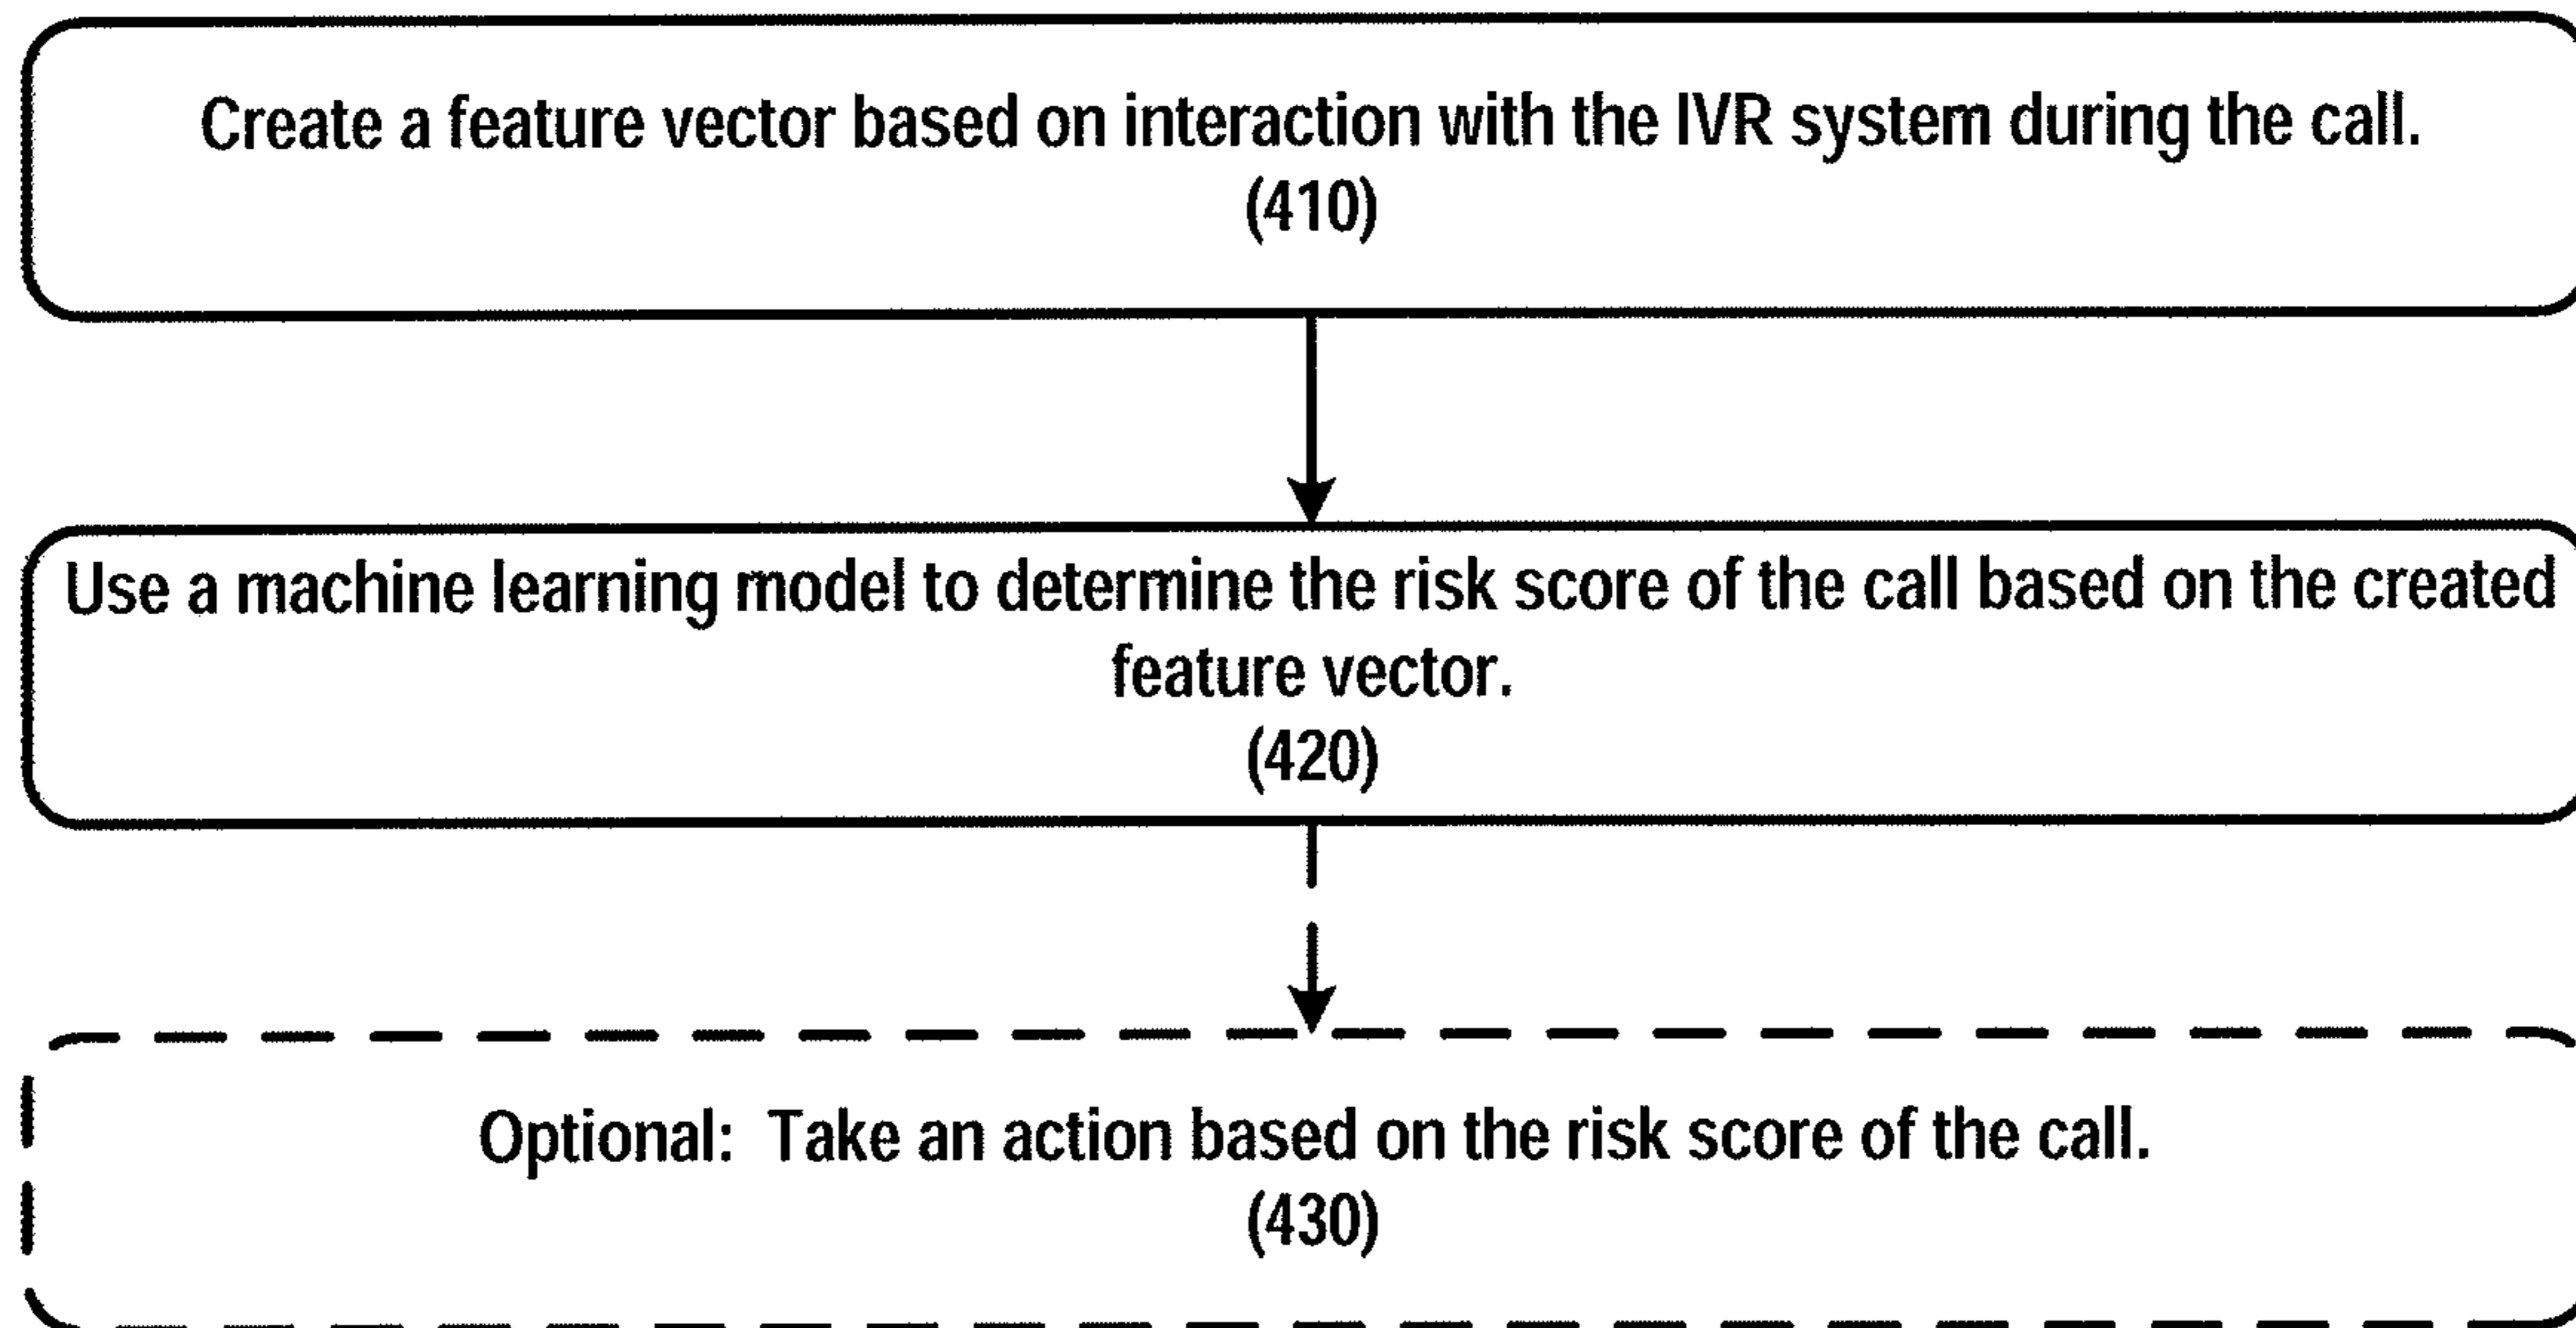 Create a feature vector based on interaction with the IVR system during the call.
(410)
Use a machine learning model to determine the risk score of the call based on the created
feature vector.
(420)
Optional: Take an action based on the risk score of the call.
(430)